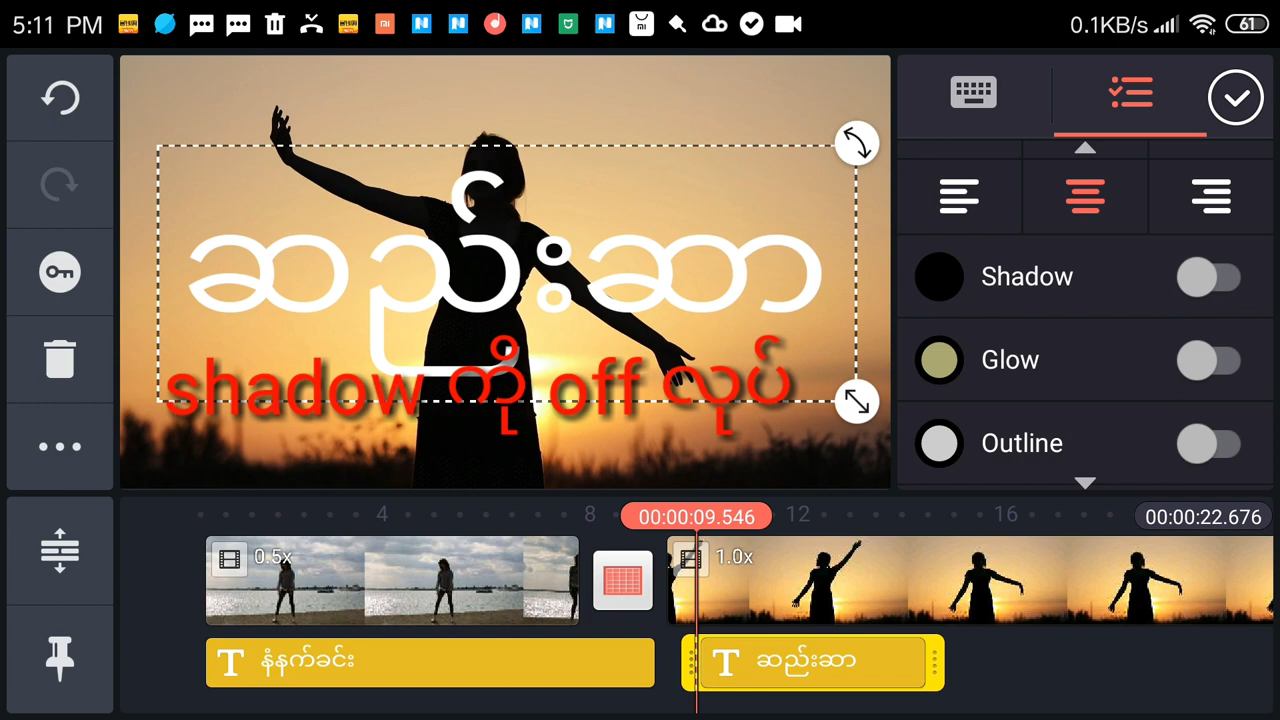 5:11 PM
0.1KB/s
61
ဆည်းဆာ
shadow ကို off လုပ်
Shadow
Glow
Outline
4
8
00:00:09.546
12
16
00:00:22.676
0.5x
1.0x
T နံနက်ခင်း
T ဆည်းဆာ